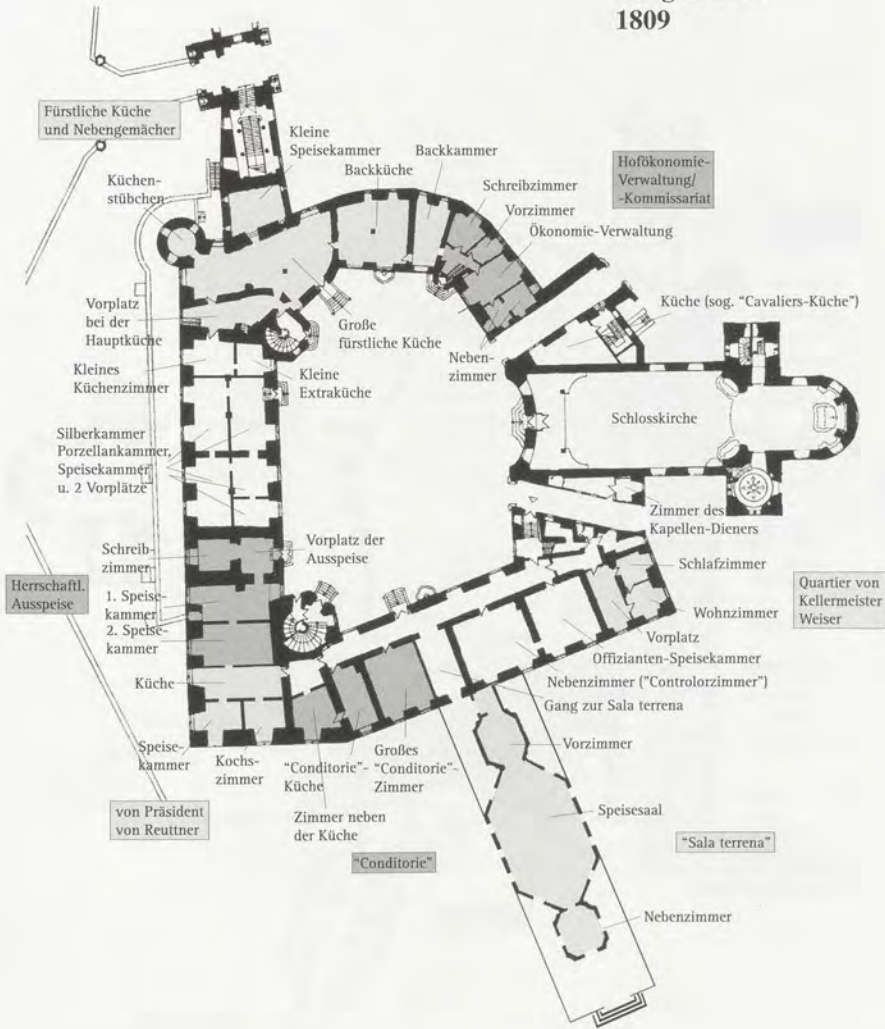 1809
Fürstliche Küche
und Nebengemächer
Kleine
Speisekammer
Backküche
Backkammer
Schreibzimmer
Vorzimmer
Ökonomie-Verwaltung
Hofökonomie-
Verwaltung/
-Kommissariat
Küchen-
stübchen
Vorplatz
bei der
Hauptküche
Große
fürstliche Küche
Küche (sog. "Cavaliers-Küche")
Neben-
zimmer
Kleines
Küchenzimmer
Kleine
Extraküche
Schlosskirche
Silberkammer
Porzellankammer,
Speisekammer
u. 2 Vorplätze
Zimmer des
Kapellen-Dieners
Schreib-
zimmer
Vorplatz der
Ausspeise
Herrschaftl.
Ausspeise
1. Speise-
kammer
2. Speise-
kammer
Schlafzimmer
Wohnzimmer
Quartier von
Kellermeister
Weiser
Vorplatz
Offizianten-Speisekammer
Nebenzimmer ("Controlorzimmer")
Gang zur Sala terrena
Küche
Speise-
kammer
Kochs-
zimmer
"Conditorie"-
Küche
Großes
"Conditorie"-
Zimmer
Zimmer neben
der Küche
von Präsident
von Reuttner
"Conditorie"
Vorzimmer
Speisesaal
"Sala terrena"
Nebenzimmer